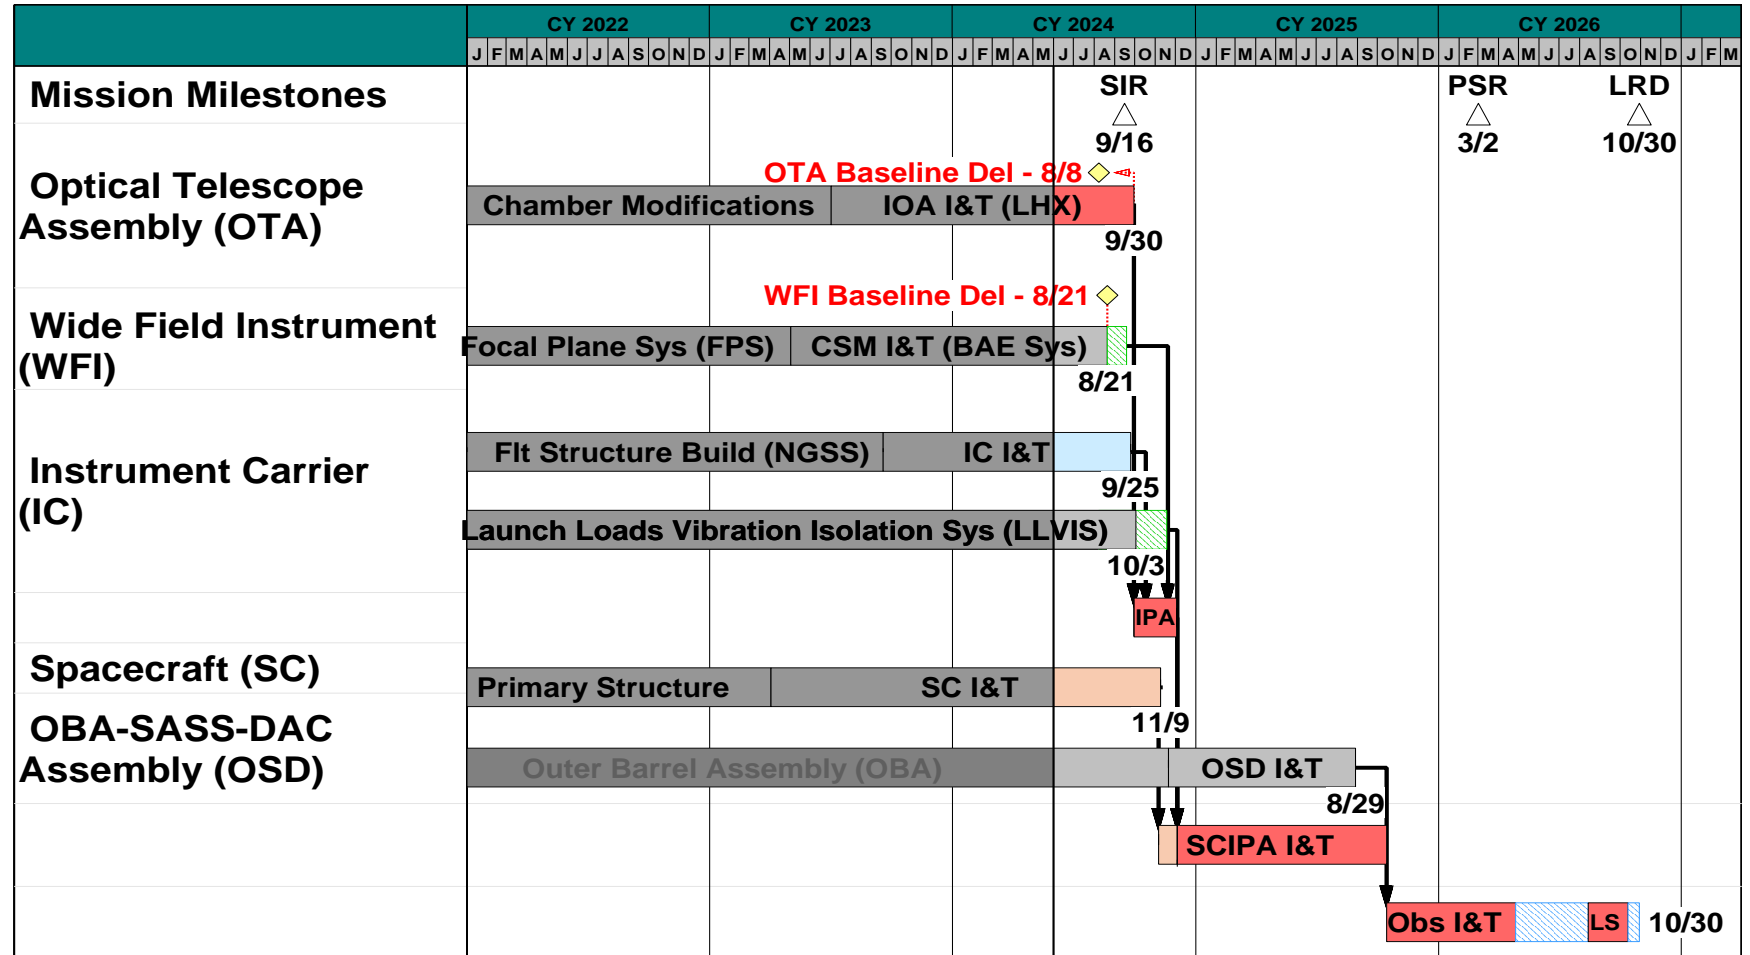 CY 2022 CY 2023 CY 2024 CY 2025 CY 2026
J F M A M J J A S O N D J F M A M J J A S O N D J F M A M J J A S O N D J F M A M J J A S O N D J F M A M J J A S O N D J F M
Mission Milestones
SIR
9/16
PSR
3/2
LRD
10/30
Optical Telescope
Assembly (OTA)
OTA Baseline Del - 8/8
Chamber Modifications
IOA I&T (LHX)
9/30
Wide Field Instrument
(WFI)
WFI Baseline Del - 8/21
Focal Plane Sys (FPS)
CSM I&T (BAE Sys)
8/21
Instrument Carrier
(IC)
Flt Structure Build (NGSS)
IC I&T
9/25
Launch Loads Vibration Isolation Sys (LLVIS)
10/3
IPA
Spacecraft (SC)
Primary Structure
SC I&T
11/9
OBA-SASS-DAC
Assembly (OSD)
Outer Barrel Assembly (OBA)
OSD I&T
8/29
SCIPA I&T
Obs I&T
LS
10/30